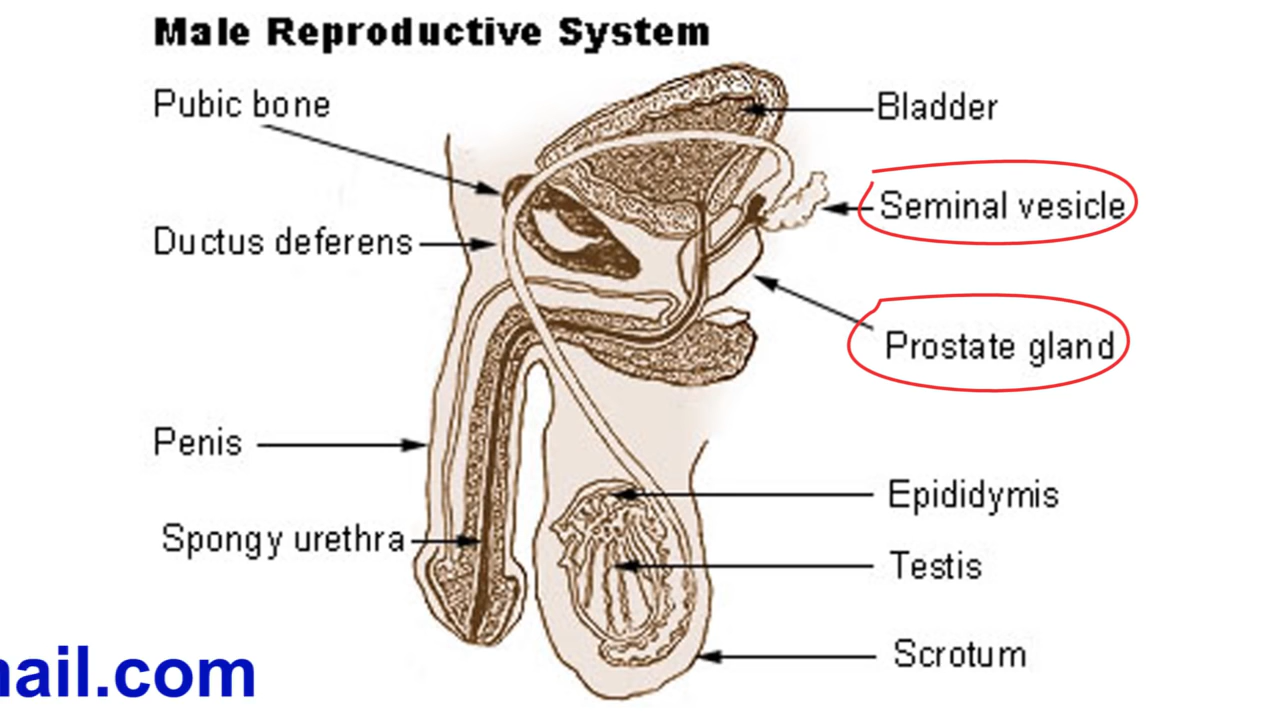 Male Reproductive System
Pubic bone
Bladder
Seminal vesicle
Ductus deferens
Prostate gland
Penis
Epididymis
Spongy urethra
Testis
Scrotum
ail.com